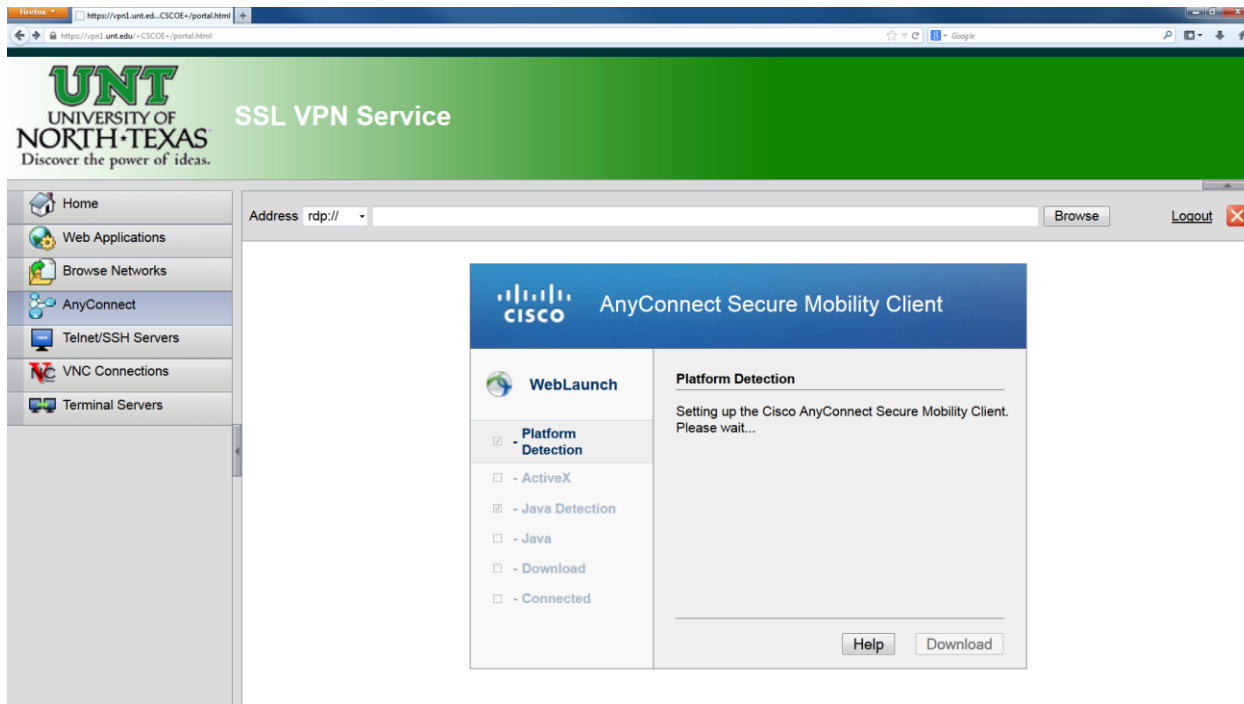 Firefox
https://vpn1.unt.ed...CSCOE+/portal.html
https://vpn1.unt.edu/+CSCOE+/portal.html
Google
UNT
UNIVERSITY OF
NORTH★TEXAS
Discover the power of ideas.
SSL VPN Service
Home
Web Applications
Browse Networks
AnyConnect
Telnet/SSH Servers
VNC Connections
Terminal Servers
Address rdp:// Browse Logout
CISCO
AnyConnect Secure Mobility Client
WebLaunch
- Platform
Detection
- ActiveX
- Java Detection
- Java
- Download
- Connected
Platform Detection
Setting up the Cisco AnyConnect Secure Mobility Client.
Please wait...
Help Download